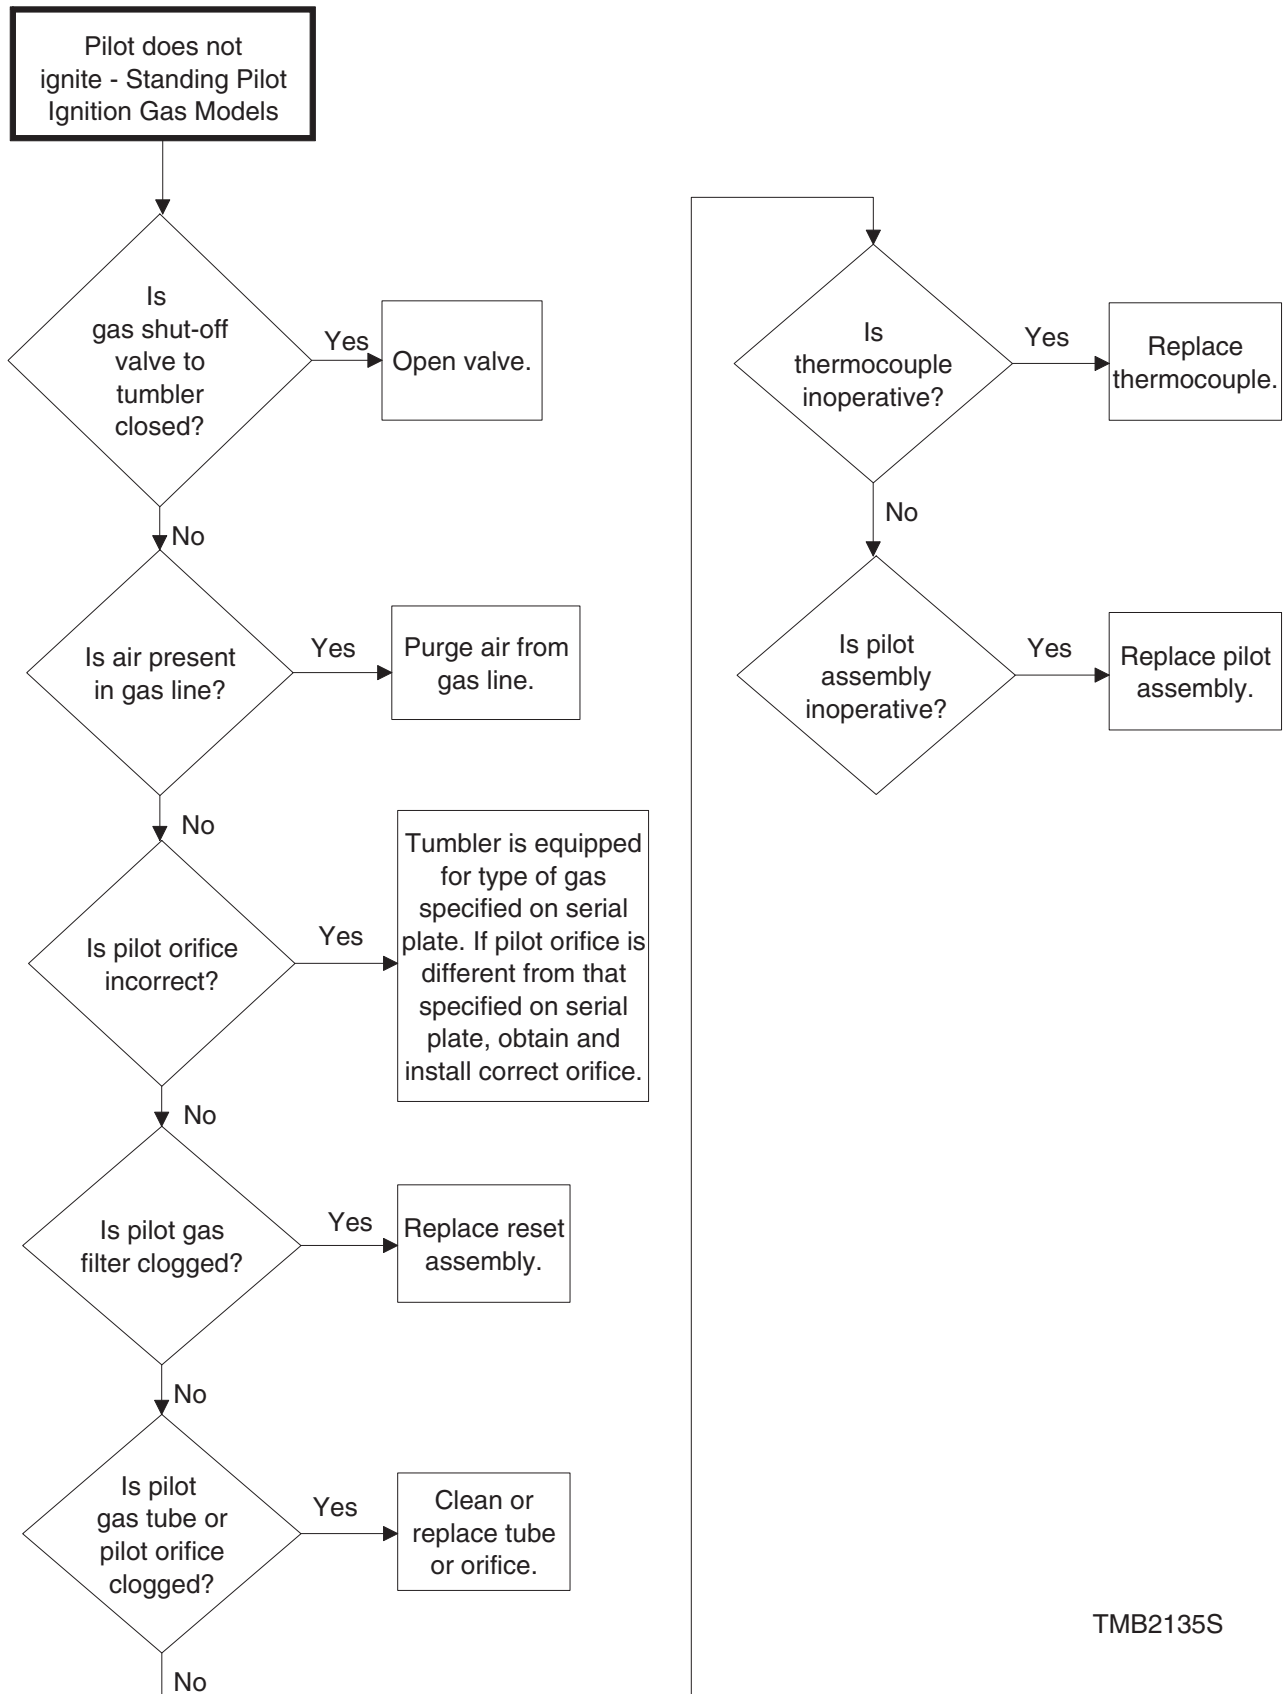 Pilot does not
ignite - Standing Pilot
Ignition Gas Models
Is
gas shut-off
valve to
tumbler
closed?
Yes
Open valve.
No
Is air present
in gas line?
Yes
Purge air from
gas line.
No
Is pilot orifice
incorrect?
Yes
Tumbler is equipped
for type of gas
specified on serial
plate. If pilot orifice is
different from that
specified on serial
plate, obtain and
install correct orifice.
No
Is pilot gas
filter clogged?
Yes
Replace reset
assembly.
No
Is pilot
gas tube or
pilot orifice
clogged?
Yes
Clean or
replace tube
or orifice.
No
Is
thermocouple
inoperative?
Yes
Replace
thermocouple.
No
Is pilot
assembly
inoperative?
Yes
Replace pilot
assembly.
TMB2135S